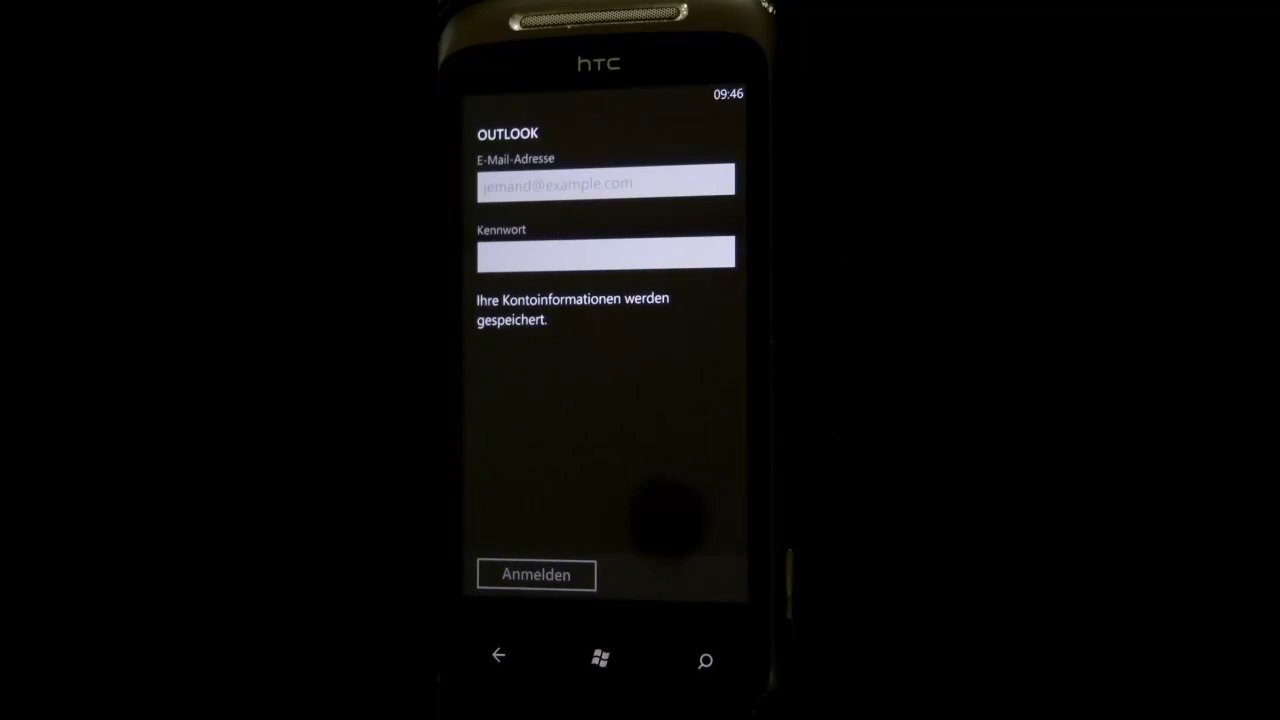 hTC
09:46
OUTLOOK
E-Mail-Adresse
jemand@example.com
Kennwort
Ihre Kontoinformationen werden
gespeichert.
Anmelden